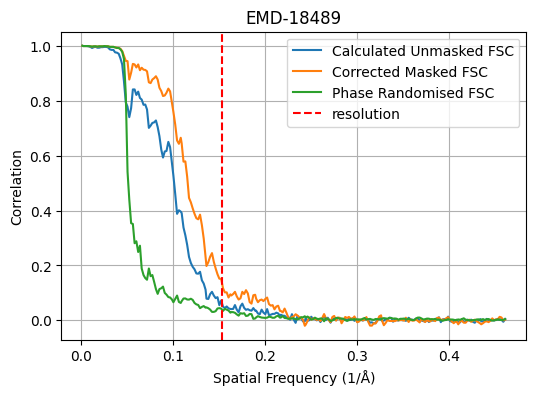 EMD-18489
Calculated Unmasked FSC
Corrected Masked FSC
Phase Randomised FSC
resolution
Correlation
1.0
0.8
0.6
0.4
0.2
0.0
0.0 0.1 0.2 0.3 0.4
Spatial Frequency (1/Å)